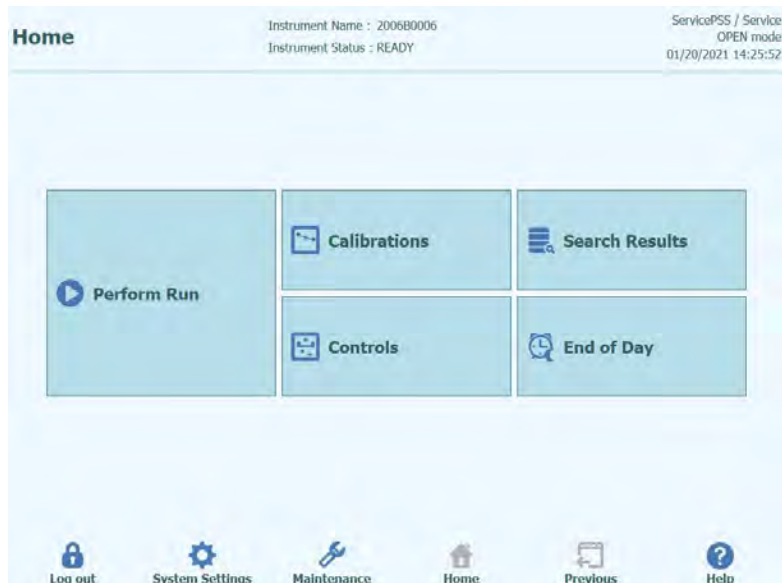 Home
Instrument Name : 2006B0006
Instrument Status : READY
ServicePSS / Service
OPEN mode
01/20/2021 14:25:52
Perform Run
Calibrations
Search Results
Controls
End of Day
Log out
System Settings
Maintenance
Home
Previous
Help